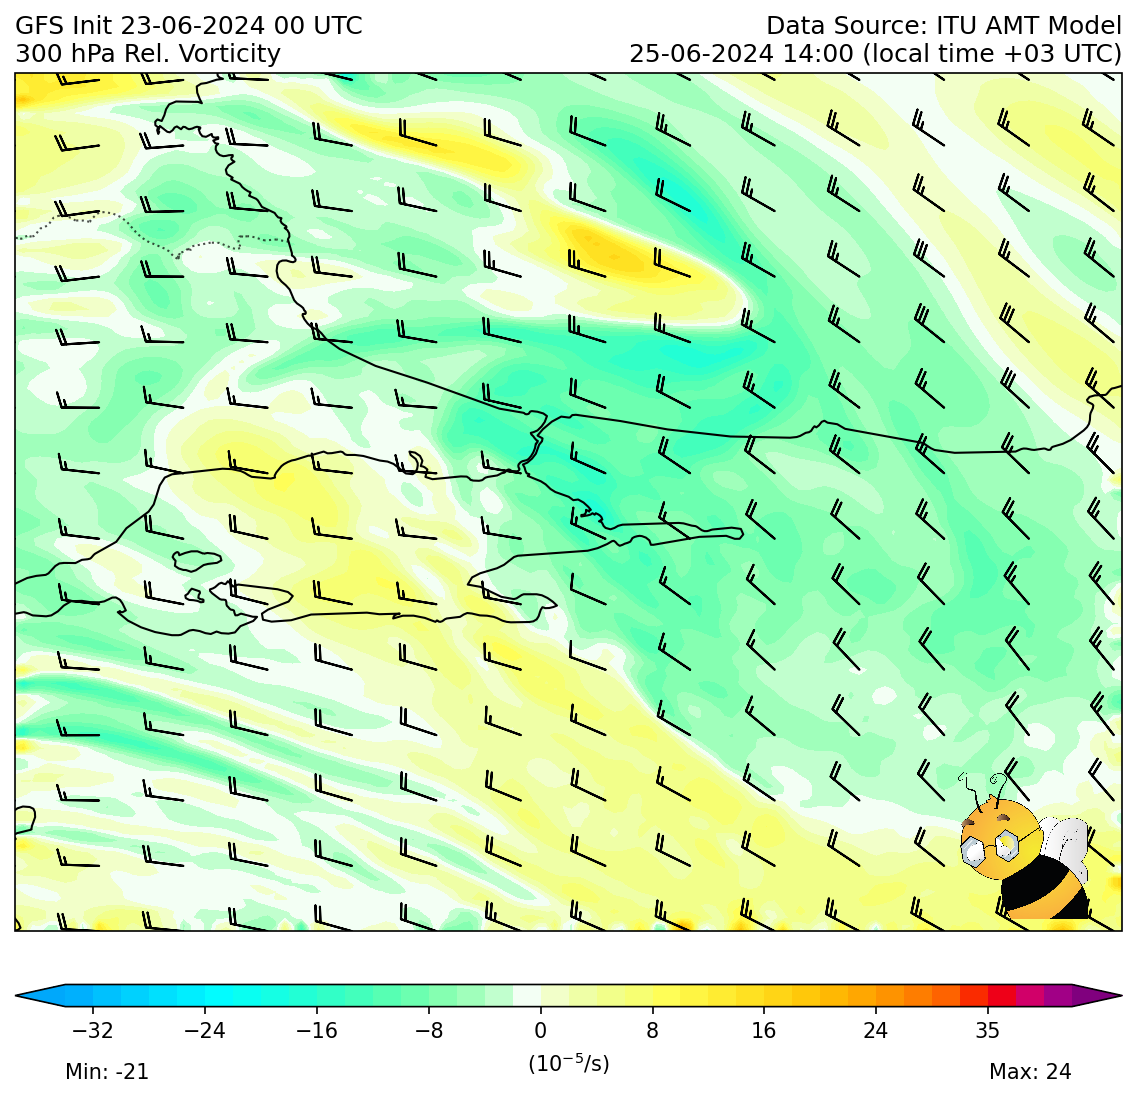 GFS Init 23-06-2024 00 UTC
Data Source: ITU AMT Model
300 hPa Rel. Vorticity
25-06-2024 14:00 (local time +03 UTC)
−32 −24 −16 −8 0 8 16 24 35
(10⁻⁵/s)
Min: -21
Max: 24